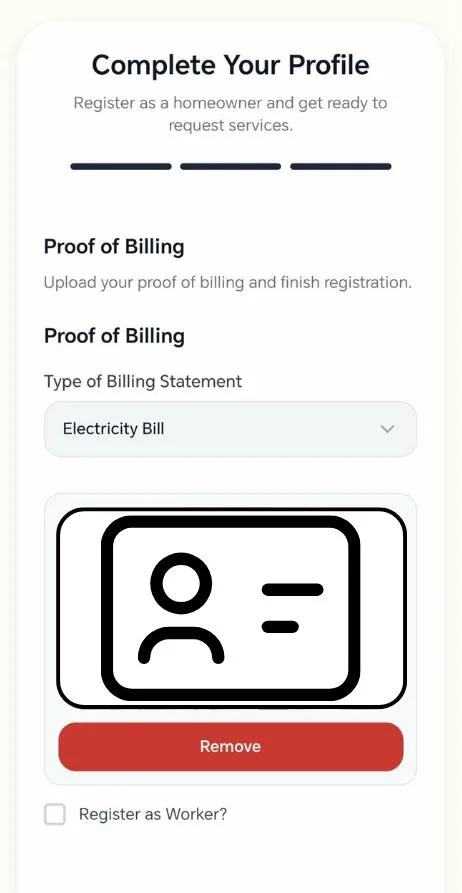 Complete Your Profile
Register as a homeowner and get ready to
request services.
Proof of Billing
Upload your proof of billing and finish registration.
Proof of Billing
Type of Billing Statement
Electricity Bill
Remove
Register as Worker?